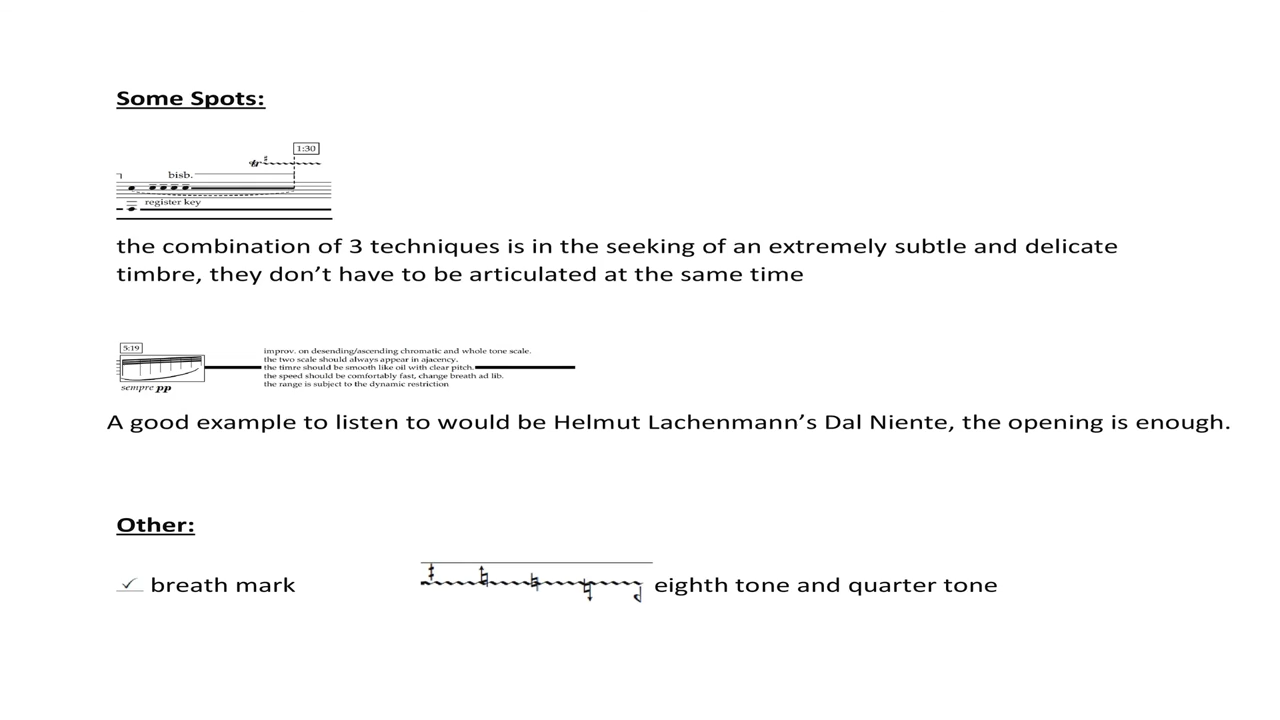 Some Spots:
1:30
tr
bisb.
register key
the combination of 3 techniques is in the seeking of an extremely subtle and delicate
timbre, they don't have to be articulated at the same time
5:19
improv. on desending/ascending chromatic and whole tone scale.
the two scale should always appear in ajacency.
the timre should be smooth like oil with clear pitch.
the speed should be comfortably fast, change breath ad lib.
the range is subject to the dynamic restriction
sempre pp
A good example to listen to would be Helmut Lachenmann's Dal Niente, the opening is enough.
Other:
breath mark
eighth tone and quarter tone